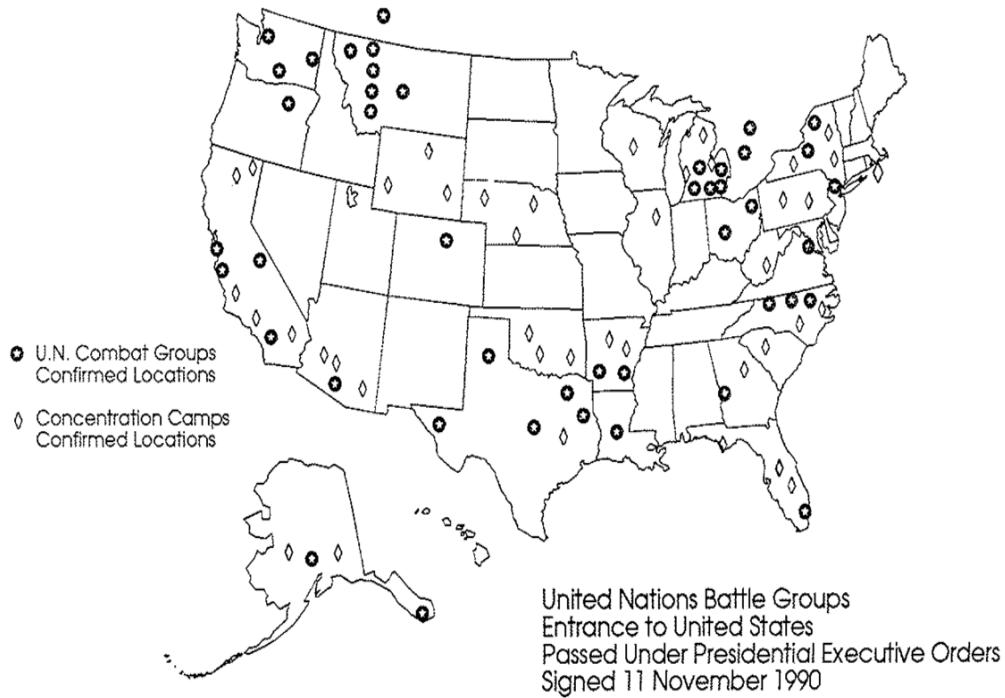 U.N. Combat Groups
Confirmed Locations
Concentration Camps
Confirmed Locations
United Nations Battle Groups
Entrance to United States
Passed Under Presidential Executive Orders
Signed 11 November 1990